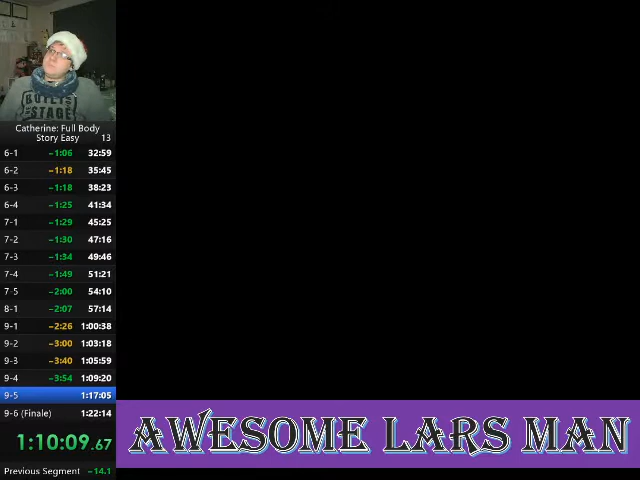 Catherine: Full Body
Story Easy 13
6-1 −1:06 32:59
6-2 −1:18 35:45
6-3 −1:18 38:23
6-4 −1:25 41:34
7-1 −1:29 45:25
7-2 −1:30 47:16
7-3 −1:34 49:46
7-4 −1:49 51:21
7-5 −2:00 54:10
8-1 −2:07 57:14
9-1 −2:26 1:00:38
9-2 −3:00 1:03:18
9-3 −3:40 1:05:59
9-4 −3:54 1:09:20
9-5 1:17:05
9-6 (Finale) 1:22:14
1:10:09.67
Previous Segment −14.1
AWESOME LARS MAN